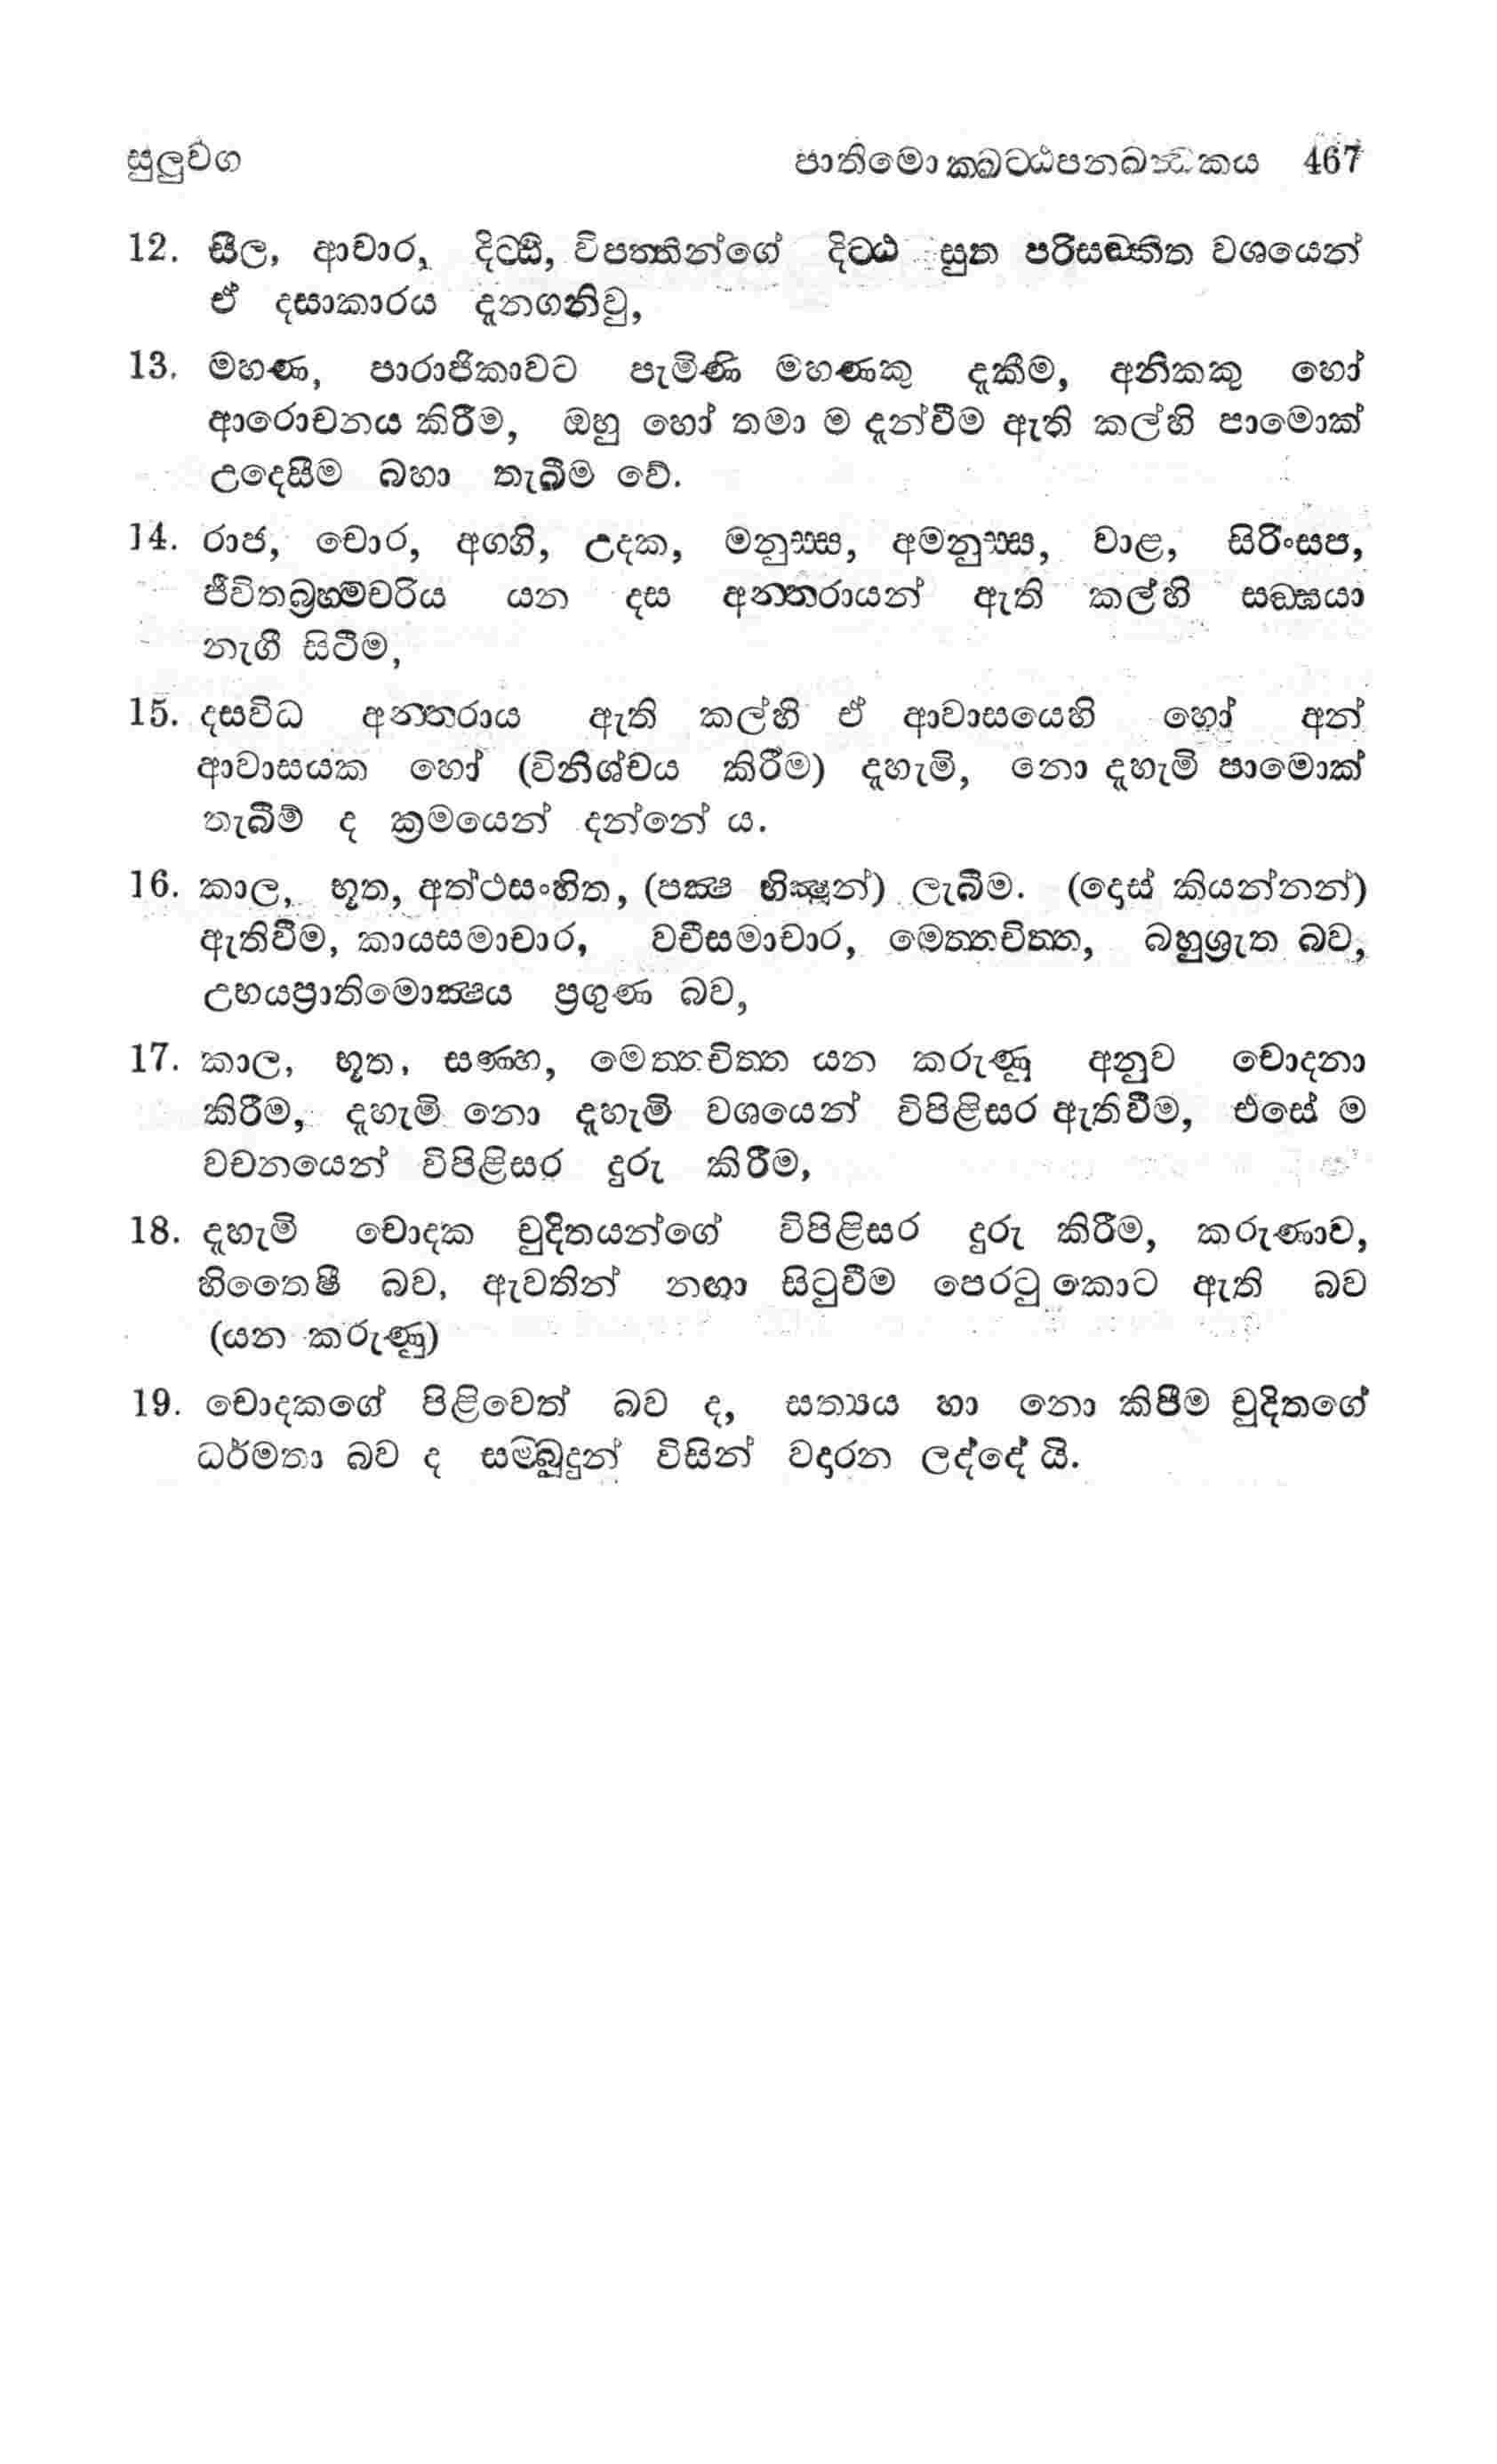 සුලුවග පාතිමොක්ඛට්ඨපනඛන්ධකය 467
12. සීල, ආචාර, දිට්ඨි, විපත්තීන්ගේ දිට්ඨ සුත පරිසඞ්කිත වශයෙන්
ඒ දසාකාරය දැනගනිවු,
13. මහණ, පාරාජිකාවට පැමිණි මහණකු දැකීම, අනිකකු හෝ
ආරොචනය කිරීම, ඔහු හෝ තමා ම දැන්වීම ඇති කල්හි පාමොක්
උදෙසීම බහා තැබීම වේ.
14. රාජ, චොර, අග්ගි, උදක, මනුස්ස, අමනුස්ස, වාළ, සිරිංසප,
ජීවිතබ්‍රහ්මචරිය යන දස අන්තරායන් ඇති කල්හි සඞ්ඝයා
නැගී සිටීම,
15. දසවිධ අන්තරාය ඇති කල්හි ඒ ආවාසයෙහි හෝ අන්
ආවාසයක හෝ (විනිශ්චය කිරීම) දැහැමි, නො දැහැමි පාමොක්
තැබීම් ද ක්‍රමයෙන් දන්නේ ය.
16. කාල, භූත, අත්ථසංහිත, (පක්ෂ භික්ෂූන්) ලැබීම. (දොස් කියන්නන්)
ඇතිවීම, කායසමාචාර, වචීසමාචාර, මෙත්තචිත්ත, බහුශ්‍රැත බව,
උභයප්‍රාතිමොක්ෂය ප්‍රගුණ බව,
17. කාල, භූත, සණ්හ, මෙත්තචිත්ත යන කරුණු අනුව චොදනා
කිරීම, දැහැමි නො දැහැමි වශයෙන් විපිළිසර ඇතිවීම, එසේ ම
වචනයෙන් විපිළිසර දුරු කිරීම,
18. දැහැමි චොදක චුදිතයන්ගේ විපිළිසර දුරු කිරීම, කරුණාව,
හිතෛෂී බව, ඇවතින් නඟා සිටුවීම පෙරටු කොට ඇති බව
(යන කරුණු)
19. චොදකගේ පිළිවෙත් බව ද, සත්‍යය හා නො කිපීම චුදිතගේ
ධර්මතා බව ද සම්බුදුන් විසින් වදාරන ලද්දේ යි.